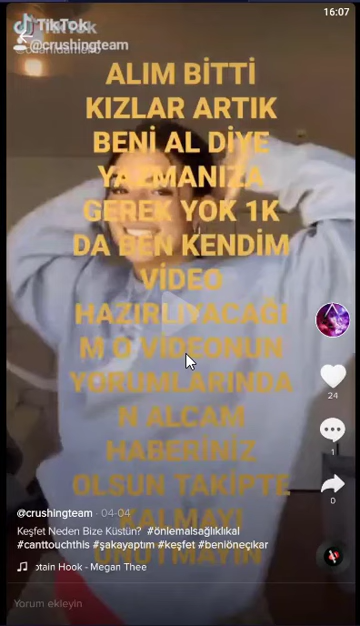 16:07
TikTok
@crushingteam
ALIM BİTTİ
KIZLAR ARTIK
BENİ AL DİYE
YAZMANIZA
GEREK YOK 1K
DA BEN KENDİM
VİDEO
HAZIRLIYACAĞI
M O VİDEONUN
YORUMLARINDA
N ALCAM
HABERİNİZ
OLSUN TAKİPTE
KALMAYI
UNUTMAYIN
24
1
0
@crushingteam · 04-04
Keşfet Neden Bize Küstün? #önlemalsağlıklıkal
#canttouchthis #şakayaptım #keşfet #beniöneçıkar
ptain Hook - Megan Thee
Yorum ekleyin